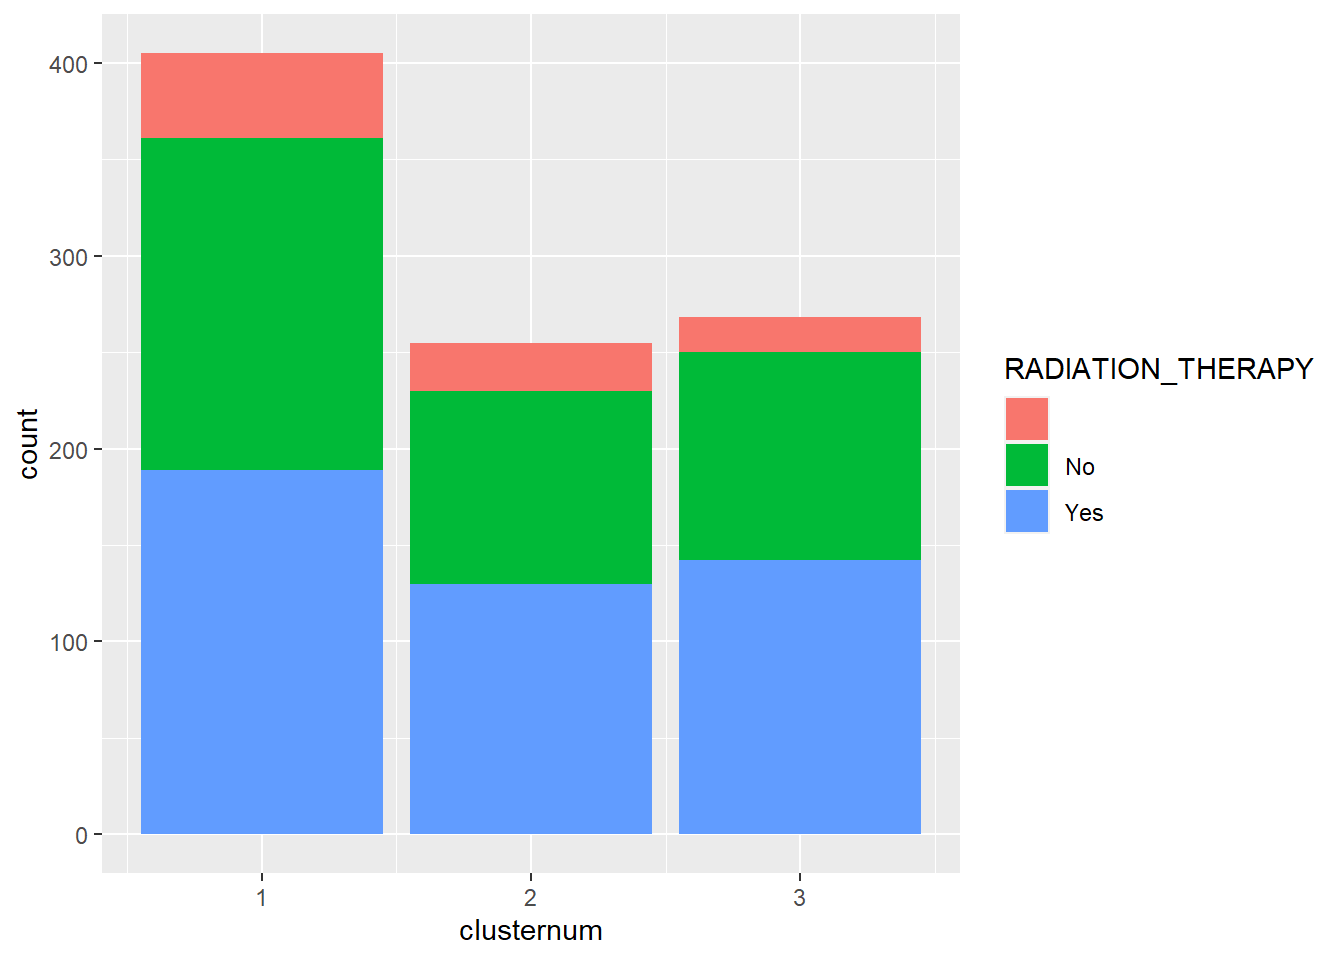 400
300
200
100
0
count
1 2 3
clusternum
RADIATION_THERAPY
No
Yes